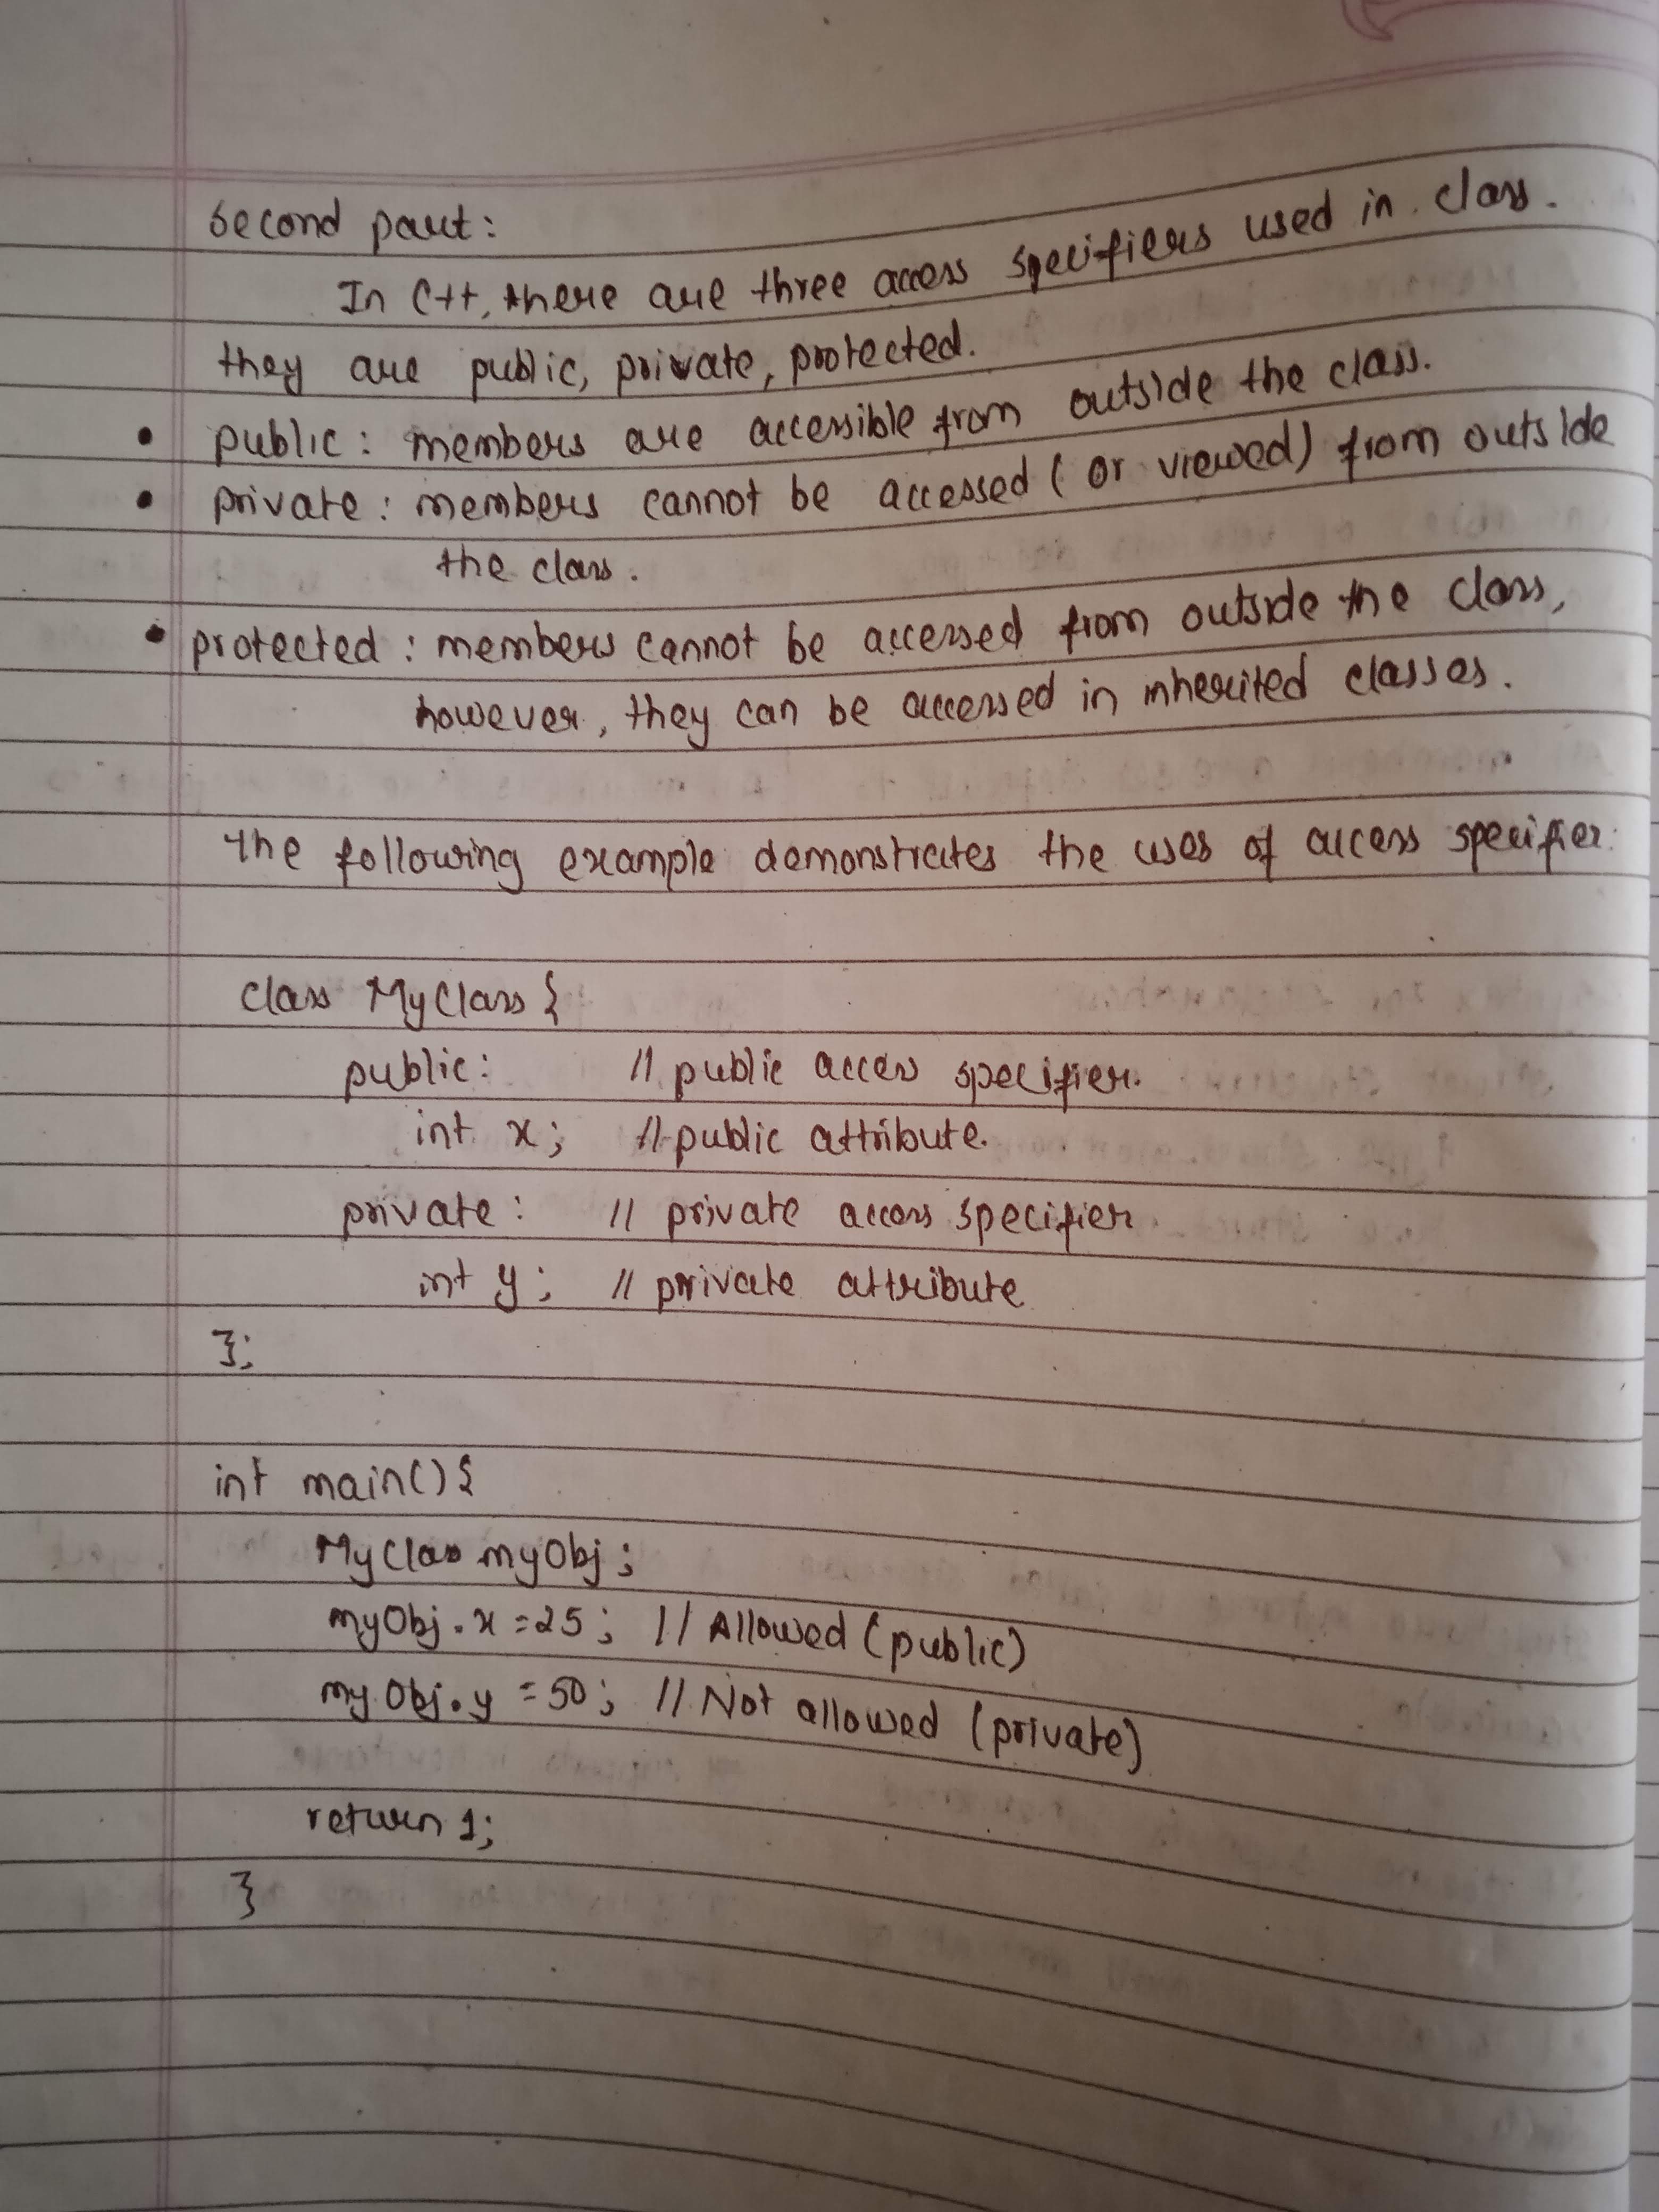 Second part:
In C++, there are three access specifiers used in class.
they are public, private, protected.
• public: members are accessible from outside the class.
• private: members cannot be accessed (or viewed) from outside
the class.
• protected: members cannot be accessed from outside the class,
however, they can be accessed in inherited classes.
The following example demonstrates the uses of access specifier:
class MyClass {
public: // public access specifier.
int x; // public attribute.
private: // private access specifier
int y; // private attribute
};
int main() {
MyClass myObj;
myObj.x = 25; // Allowed (public)
myObj.y = 50; // Not allowed (private)
return 1;
}